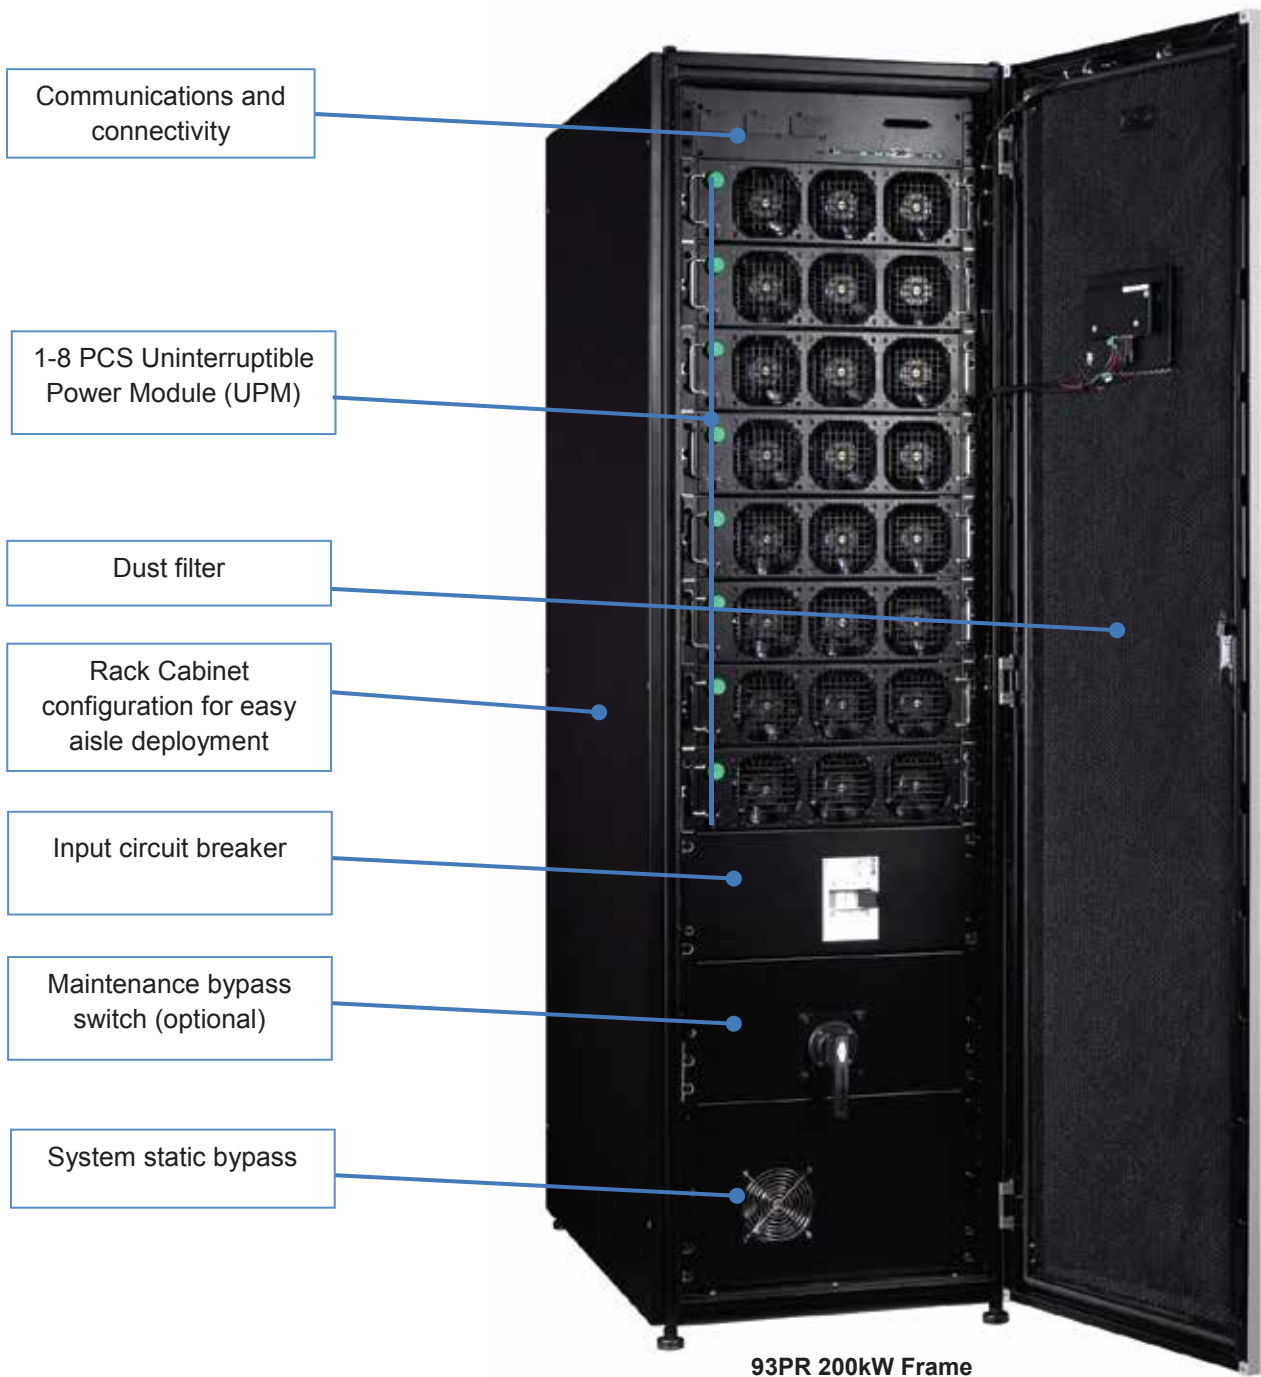 Communications and
connectivity
1-8 PCS Uninterruptible
Power Module (UPM)
Dust filter
Rack Cabinet
configuration for easy
aisle deployment
Input circuit breaker
Maintenance bypass
switch (optional)
System static bypass
93PR 200kW Frame